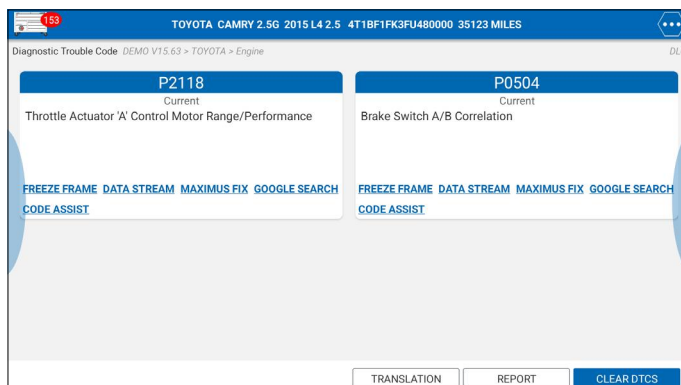 153
TOYOTA CAMRY 2.5G 2015 L4 2.5 4T1BF1FK3FU480000 35123 MILES
Diagnostic Trouble Code DEMO V15.63 > TOYOTA > Engine
DL
P2118
Current
Throttle Actuator 'A' Control Motor Range/Performance
FREEZE FRAME DATA STREAM MAXIMUS FIX GOOGLE SEARCH
CODE ASSIST
P0504
Current
Brake Switch A/B Correlation
FREEZE FRAME DATA STREAM MAXIMUS FIX GOOGLE SEARCH
CODE ASSIST
TRANSLATION REPORT CLEAR DTCS